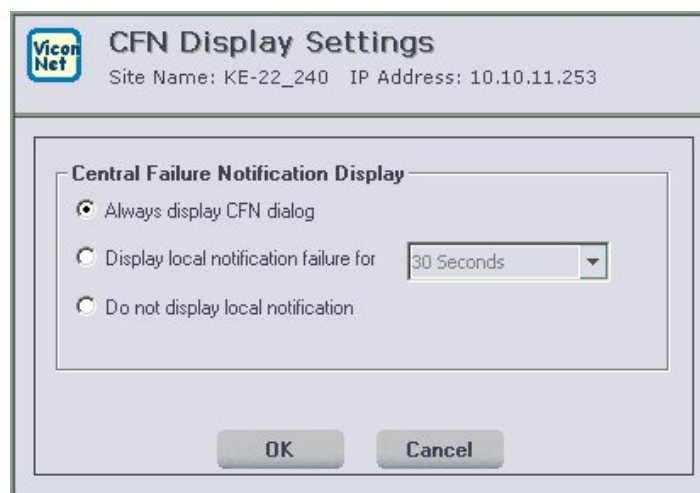 Vicon
Net
CFN Display Settings
Site Name: KE-22_240 IP Address: 10.10.11.253
Central Failure Notification Display
Always display CFN dialog
Display local notification failure for 30 Seconds
Do not display local notification
OK Cancel